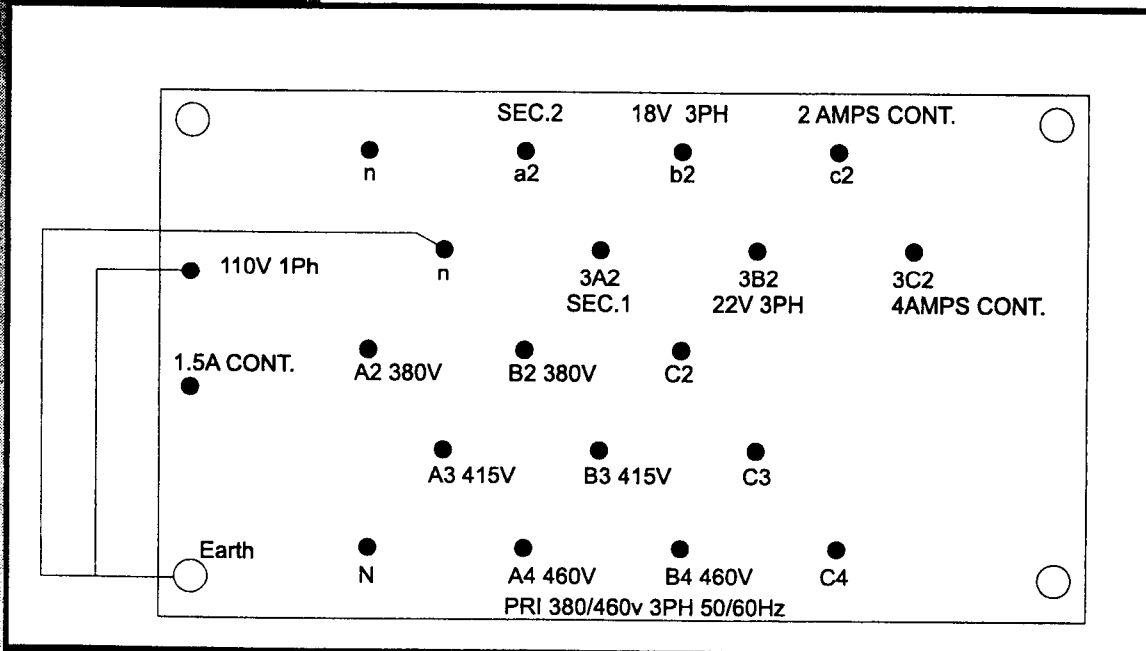 SEC.2 18V 3PH 2 AMPS CONT.
n a2 b2 c2
110V 1Ph n 3A2 3B2 3C2
SEC.1 22V 3PH 4AMPS CONT.
1.5A CONT. A2 380V B2 380V C2
A3 415V B3 415V C3
Earth
N A4 460V B4 460V C4
PRI 380/460v 3PH 50/60Hz